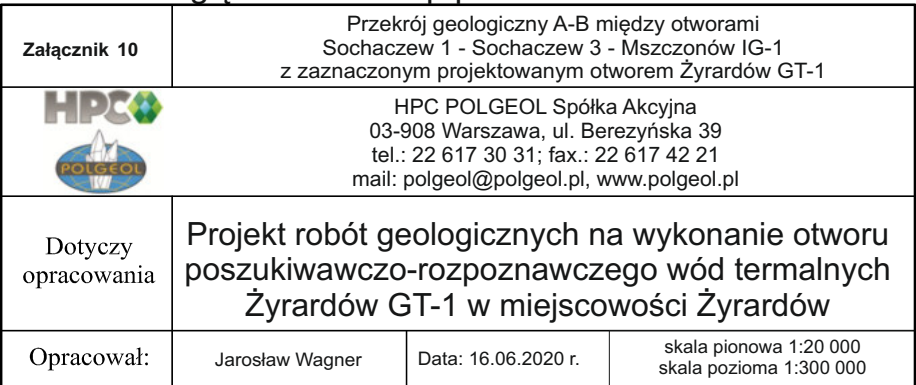 Załącznik 10
Przekrój geologiczny A-B między otworami
Sochaczew 1 - Sochaczew 3 - Mszczonów IG-1
z zaznaczonym projektowanym otworem Żyrardów GT-1
HPC
POLGEOL
HPC POLGEOL Spółka Akcyjna
03-908 Warszawa, ul. Berezyńska 39
tel.: 22 617 30 31; fax.: 22 617 42 21
mail: polgeol@polgeol.pl, www.polgeol.pl
Dotyczy
opracowania
Projekt robót geologicznych na wykonanie otworu
poszukiwawczo-rozpoznawczego wód termalnych
Żyrardów GT-1 w miejscowości Żyrardów
Opracował:
Jarosław Wagner
Data: 16.06.2020 r.
skala pionowa 1:20 000
skala pozioma 1:300 000